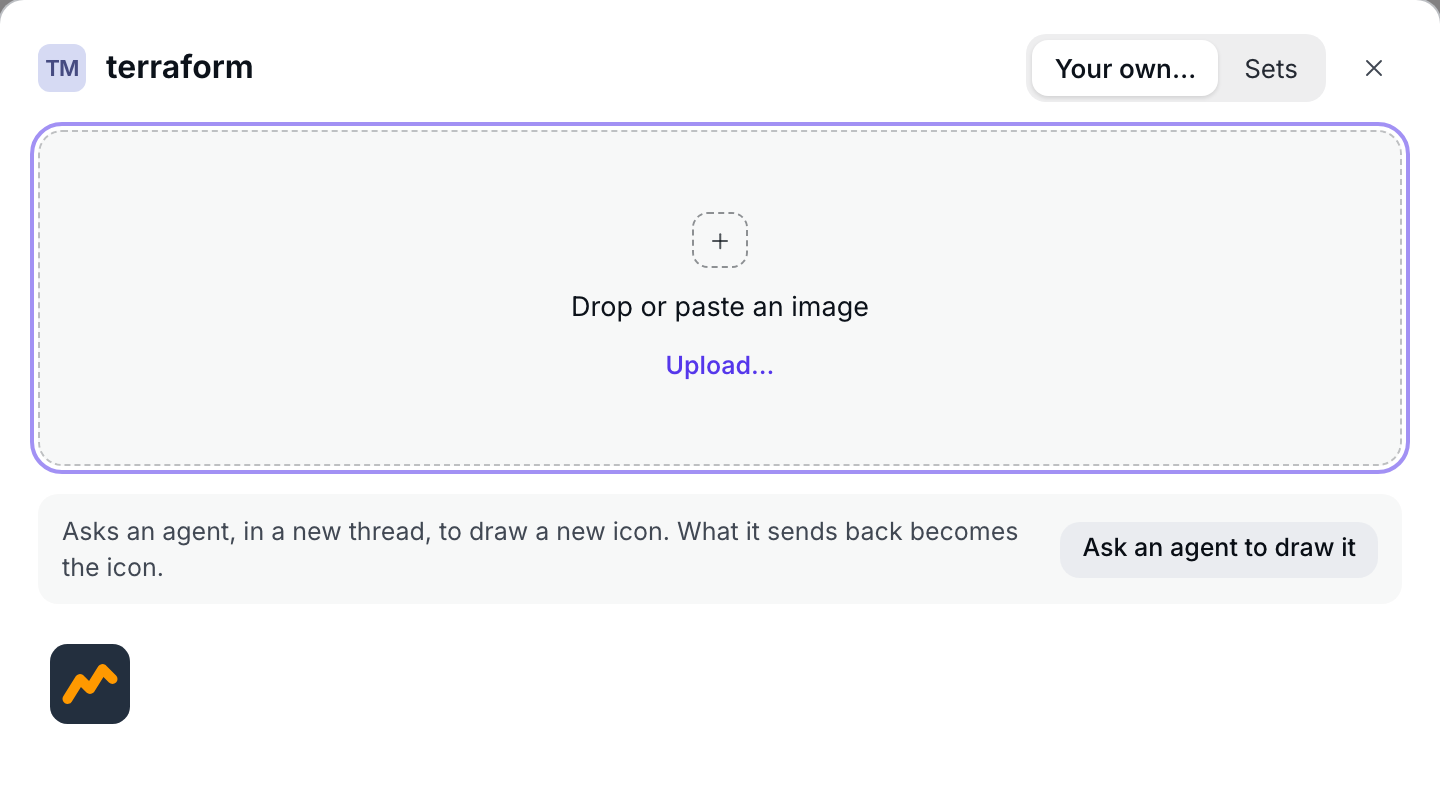 TM
terraform
Your own...
Sets
Drop or paste an image
Upload...
Asks an agent, in a new thread, to draw a new icon. What it sends back becomes
the icon.
Ask an agent to draw it